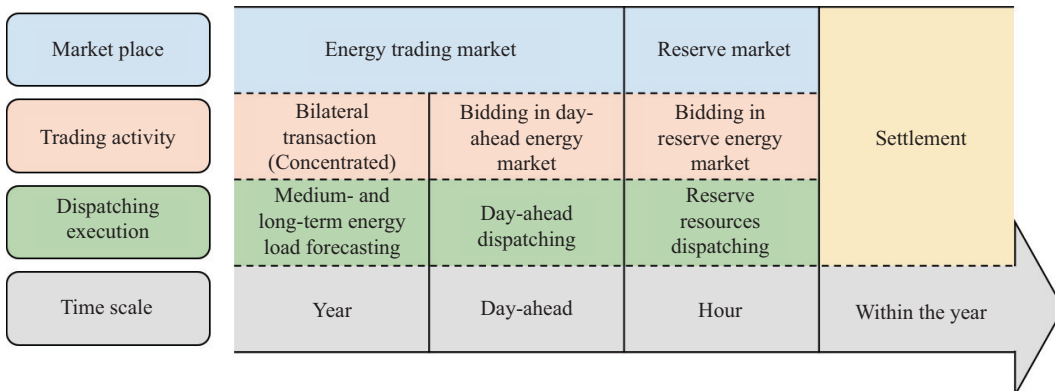 Market place
Energy trading market
Reserve market
Trading activity
Bilateral
transaction
(Concentrated)
Bidding in day-
ahead energy
market
Bidding in
reserve energy
market
Settlement
Dispatching
execution
Medium- and
long-term energy
load forecasting
Day-ahead
dispatching
Reserve
resources
dispatching
Time scale
Year
Day-ahead
Hour
Within the year